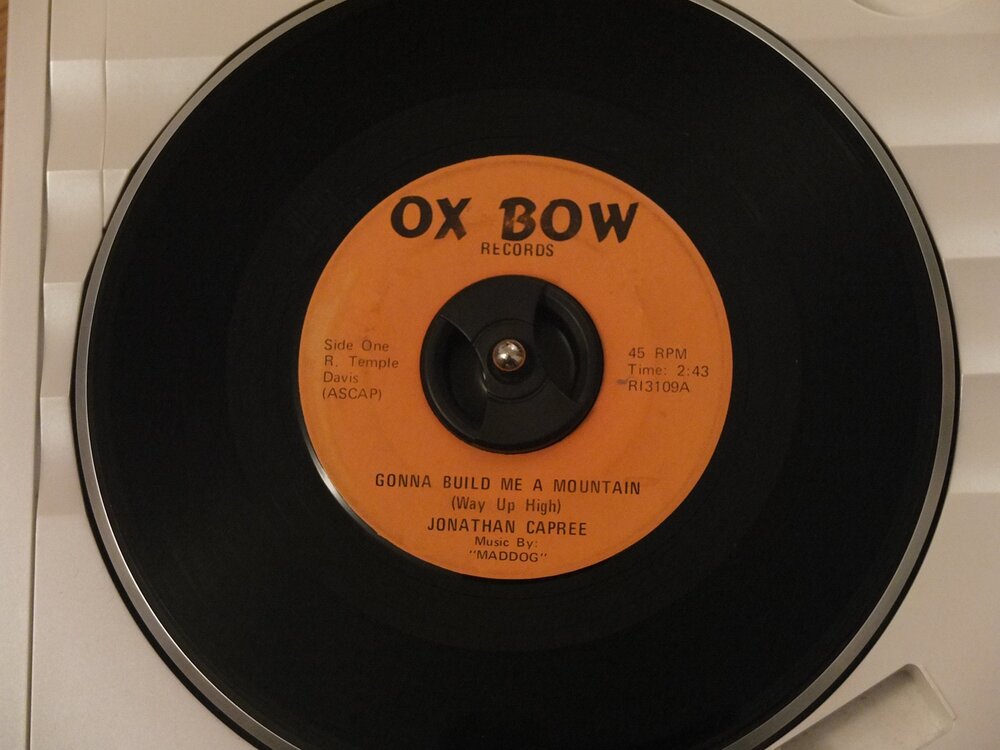 OX BOW
RECORDS
Side One
R. Temple
Davis
(ASCAP)
45 RPM
Time: 2:43
RI3109A
GONNA BUILD ME A MOUNTAIN
(Way Up High)
JONATHAN CAPREE
Music By:
"MADDOG"